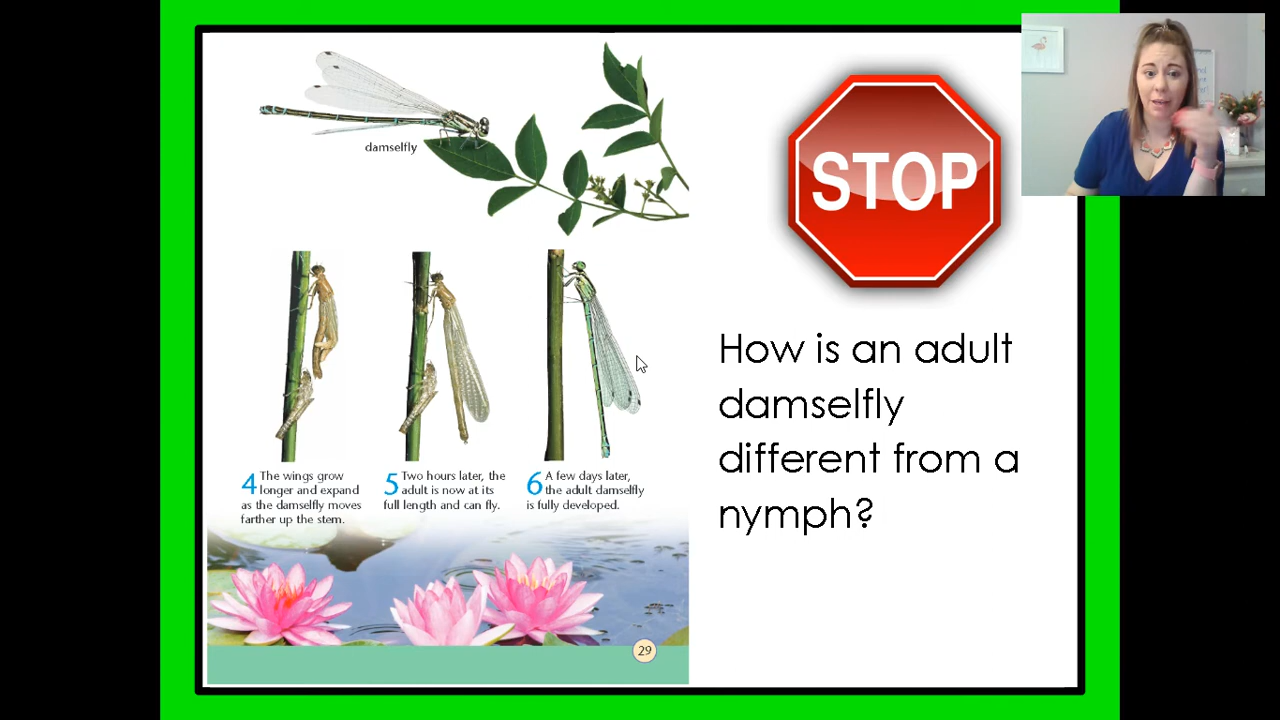 damselfly
4 The wings grow
longer and expand
as the damselfly moves
farther up the stem.
5 Two hours later, the
adult is now at its
full length and can fly.
6 A few days later,
the adult damselfly
is fully developed.
29
STOP
How is an adult
damselfly
different from a
nymph?